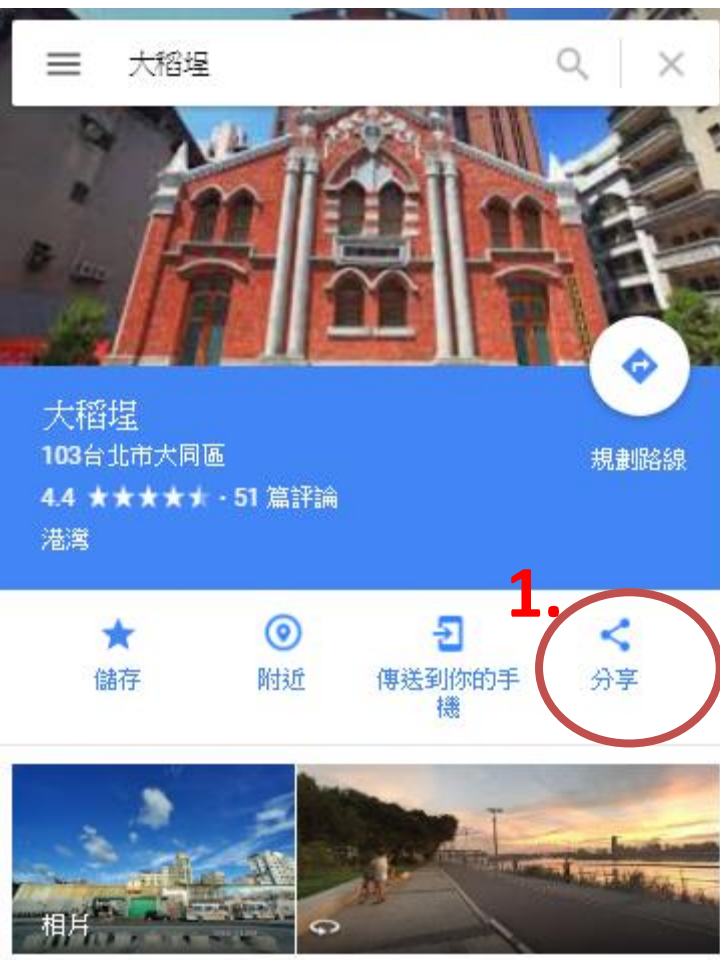 大稻埕
大稻埕
103台北市大同區
規劃路線
4.4 ★★★★★ · 51 篇評論
港灣
1.
儲存
附近
傳送到你的手
機
分享
相片